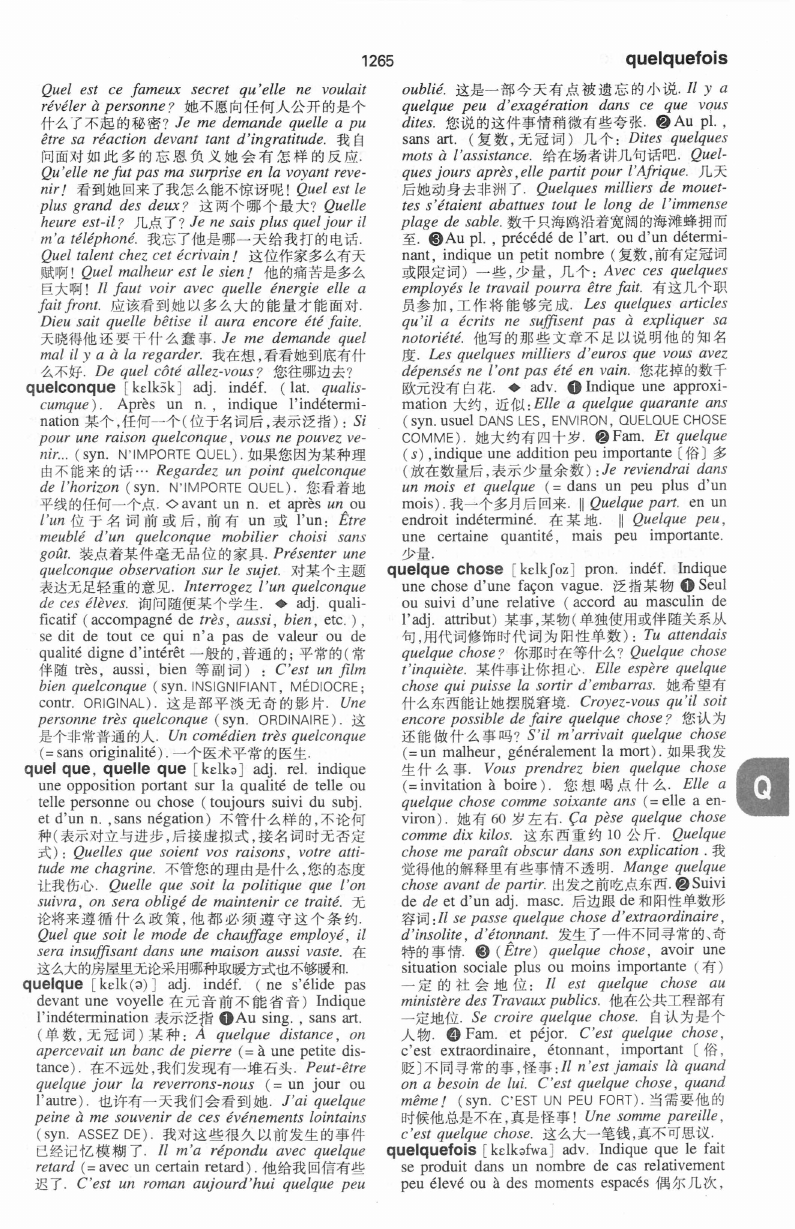 1265
quelquefois
Quel est ce fameux secret qu'elle ne voulait
révéler à personne? 她不愿向任何人公开的是个
什么了不起的秘密? Je me demande quelle a pu
être sa réaction devant tant d'ingratitude. 我自
问面对如此多的忘恩负义她会有怎样的反应.
Qu'elle ne fut pas ma surprise en la voyant reve-
nir! 看到她回来了我怎么能不惊讶呢! Quel est le
plus grand des deux? 这两个哪个最大? Quelle
heure est-il? 几点了? Je ne sais plus quel jour il
m'a téléphoné. 我忘了他是哪一天给我打的电话.
Quel talent chez cet écrivain! 这位作家多么有天
赋啊! Quel malheur est le sien! 他的痛苦是多么
巨大啊! Il faut voir avec quelle énergie elle a
fait front. 应该看到她以多么大的能量才能面对.
Dieu sait quelle bêtise il aura encore été faite.
天晓得他还要干什么蠢事. Je me demande quel
mal il y a à la regarder. 我在想,看看她到底有什
么不好. De quel côté allez-vous? 您往哪边去?
quelconque [kɛlkɔ̃k] adj. indéf. (lat. qualis-
cumque). Après un n., indique l'indétermi-
nation 某个,任何一个(位于名词后,表示泛指): Si
pour une raison quelconque, vous ne pouvez ve-
nir... (syn. N'IMPORTE QUEL). 如果您因为某种理
由不能来的话… Regardez un point quelconque
de l'horizon (syn. N'IMPORTE QUEL). 您看着地
平线的任何一个点. ◇avant un n. et après un ou
l'un 位于名词前或后,前有 un 或 l'un: Être
meublé d'un quelconque mobilier choisi sans
goût. 装点着某件毫无品位的家具. Présenter une
quelconque observation sur le sujet. 对某个主题
表达无足轻重的意见. Interrogez l'un quelconque
de ces élèves. 询问随便某个学生. ◆ adj. quali-
ficatif (accompagné de très, aussi, bien, etc.),
se dit de tout ce qui n'a pas de valeur ou de
qualité digne d'intérêt 一般的,普通的; 平常的(常
伴随 très, aussi, bien 等副词) : C'est un film
bien quelconque (syn. INSIGNIFIANT, MÉDIOCRE;
contr. ORIGINAL). 这是部平淡无奇的影片. Une
personne très quelconque (syn. ORDINAIRE). 这
是个非常普通的人. Un comédien très quelconque
(=sans originalité). 一个医术平常的医生.
quel que, quelle que [kɛlkə] adj. rel. indique
une opposition portant sur la qualité de telle ou
telle personne ou chose (toujours suivi du subj.
et d'un n., sans négation) 不管什么样的,不论何
种(表示对立与进步,后接虚拟式,接名词时无否定
式): Quelles que soient vos raisons, votre atti-
tude me chagrine. 不管您的理由是什么,您的态度
让我伤心. Quelle que soit la politique que l'on
suivra, on sera obligé de maintenir ce traité. 无
论将来遵循什么政策,他都必须遵守这个条约.
Quel que soit le mode de chauffage employé, il
sera insuffisant dans une maison aussi vaste. 在
这么大的房屋里无论采用哪种取暖方式也不够暖和.
quelque [kɛlk(ə)] adj. indéf. (ne s'élide pas
devant une voyelle 在元音前不能省音) Indique
l'indétermination 表示泛指 ❶Au sing., sans art.
(单数,无冠词)某种: À quelque distance, on
apercevait un banc de pierre (= à une petite dis-
tance). 在不远处,我们发现有一堆石头. Peut-être
quelque jour la reverrons-nous (= un jour ou
l'autre). 也许有一天我们会看到她. J'ai quelque
peine à me souvenir de ces événements lointains
(syn. ASSEZ DE). 我对这些很久以前发生的事件
已经记忆模糊了. Il m'a répondu avec quelque
retard (=avec un certain retard). 他给我回信有些
迟了. C'est un roman aujourd'hui quelque peu
oublié. 这是一部今天有点被遗忘的小说. Il y a
quelque peu d'exagération dans ce que vous
dites. 您说的这件事情稍微有些夸张. ❷Au pl.,
sans art. (复数,无冠词) 几个: Dites quelques
mots à l'assistance. 给在场者讲几句话吧. Quel-
ques jours après, elle partit pour l'Afrique. 几天
后她动身去非洲了. Quelques milliers de mouet-
tes s'étaient abattues tout le long de l'immense
plage de sable. 数千只海鸥沿着宽阔的海滩蜂拥而
至. ❸Au pl., précédé de l'art. ou d'un détermi-
nant, indique un petit nombre (复数,前有定冠词
或限定词) 一些,少量, 几个: Avec ces quelques
employés le travail pourra être fait. 有这几个职
员参加,工作将能够完成. Les quelques articles
qu'il a écrits ne suffisent pas à expliquer sa
notoriété. 他写的那些文章不足以说明他的知名
度. Les quelques milliers d'euros que vous avez
dépensés ne l'ont pas été en vain. 您花掉的数千
欧元没有白花. ◆ adv. ❶Indique une approxi-
mation 大约, 近似: Elle a quelque quarante ans
(syn. usuel DANS LES, ENVIRON, QUELQUE CHOSE
COMME). 她大约有四十岁. ❷Fam. Et quelque
(s), indique une addition peu importante [俗] 多
(放在数量后,表示少量余数): Je reviendrai dans
un mois et quelque (= dans un peu plus d'un
mois). 我一个多月后回来. ‖ Quelque part. en un
endroit indéterminé. 在某地. ‖ Quelque peu,
une certaine quantité, mais peu importante.
少量.
quelque chose [kɛlkʃoz] pron. indéf. Indique
une chose d'une façon vague. 泛指某物 ❶Seul
ou suivi d'une relative (accord au masculin de
l'adj. attribut) 某事,某物(单独使用或伴随关系从
句,用代词修饰时代词为阳性单数): Tu attendais
quelque chose? 你那时在等什么? Quelque chose
t'inquiète. 某件事让你担心. Elle espère quelque
chose qui puisse la sortir d'embarras. 她希望有
什么东西能让她摆脱窘境. Croyez-vous qu'il soit
encore possible de faire quelque chose? 您认为
还能做什么事吗? S'il m'arrivait quelque chose
(=un malheur, généralement la mort). 如果我发
生什么事. Vous prendrez bien quelque chose
(=invitation à boire). 您想喝点什么. Elle a
quelque chose comme soixante ans (=elle a en-
viron). 她有 60 岁左右. Ça pèse quelque chose
comme dix kilos. 这东西重约 10 公斤. Quelque
chose me paraît obscur dans son explication. 我
觉得他的解释里有些事情不透明. Mange quelque
chose avant de partir. 出发之前吃点东西. ❷Suivi
de de et d'un adj. masc. 后边跟 de 和阳性单数形
容词: Il se passe quelque chose d'extraordinaire,
d'insolite, d'étonnant. 发生了一件不同寻常的、奇
特的事情. ❸ (Être) quelque chose, avoir une
situation sociale plus ou moins importante (有)
一定的社会地位: Il est quelque chose au
ministère des Travaux publics. 他在公共工程部有
一定地位. Se croire quelque chose. 自认为是个
人物. ❹ Fam. et péjor. C'est quelque chose,
c'est extraordinaire, étonnant, important [俗,
贬]不同寻常的事,怪事: Il n'est jamais là quand
on a besoin de lui. C'est quelque chose, quand
même! (syn. C'EST UN PEU FORT). 当需要他的
时候他总是不在,真是怪事! Une somme pareille,
c'est quelque chose. 这么大一笔钱,真不可思议.
quelquefois [kɛlkəfwa] adv. Indique que le fait
se produit dans un nombre de cas relativement
peu élevé ou à des moments espacés 偶尔几次,
Q